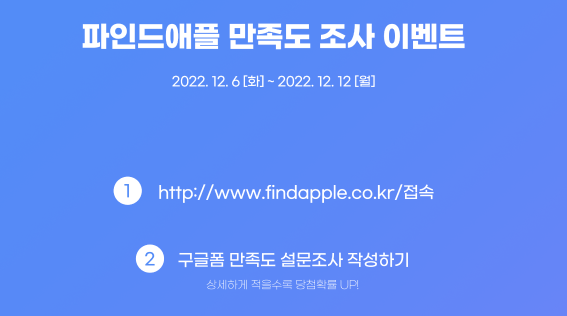 파인드애플 만족도 조사 이벤트
2022. 12. 6 [화] ~ 2022. 12. 12 [월]
1 http://www.findapple.co.kr/접속
2 구글폼 만족도 설문조사 작성하기
상세하게 적을수록 당첨확률 UP!